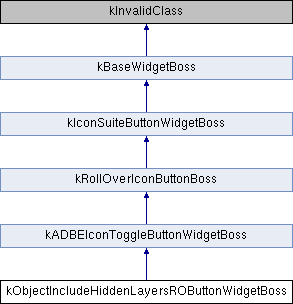 kInvalidClass
kBaseWidgetBoss
kIconSuiteButtonWidgetBoss
kRollOverIconButtonBoss
kADBEIconToggleButtonWidgetBoss
kObjectIncludeHiddenLayersROButtonWidgetBoss